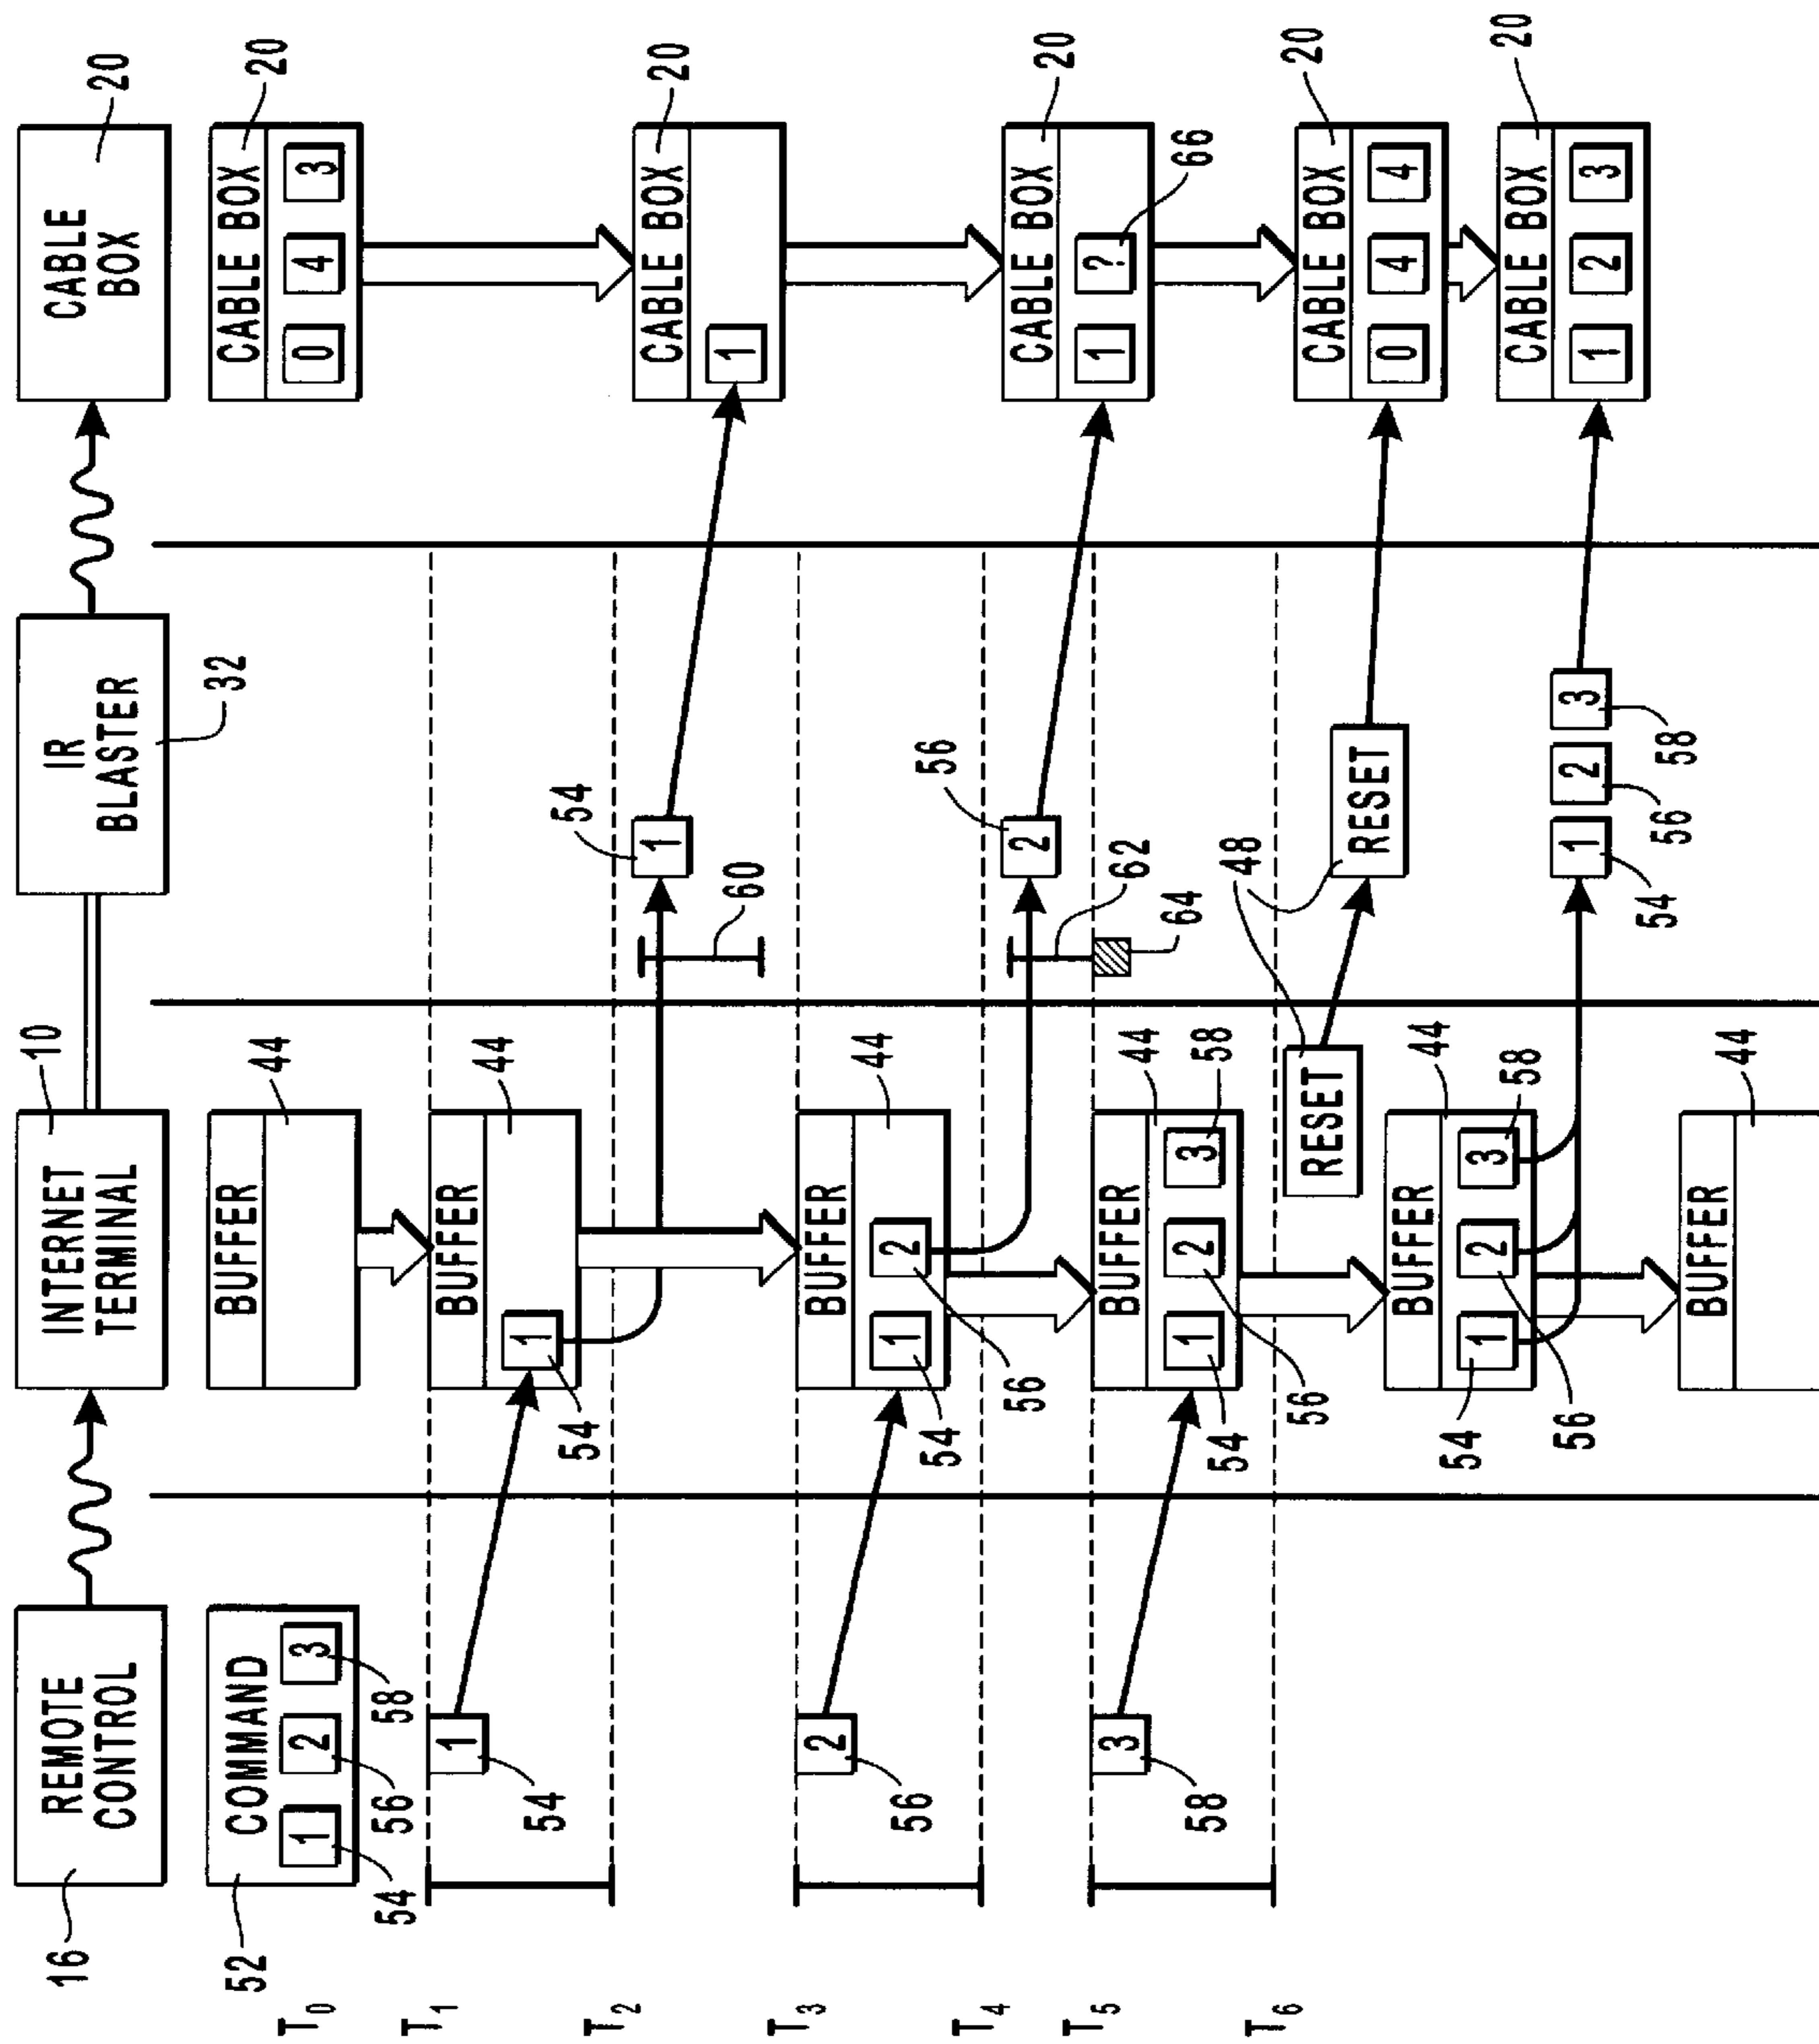 16
REMOTE
CONTROL
INTERNET
TERMINAL
10
IR
BLASTER
32
CABLE
BOX
20
T0
52
COMMAND
1
2
3
54
56
58
BUFFER
44
CABLE BOX
20
0
4
3
T1
1
54
BUFFER
44
1
54
T2
54
1
60
CABLE BOX
20
1
T3
2
56
BUFFER
44
1
2
54
56
T4
56
2
62
64
CABLE BOX
20
1
?
66
T5
3
58
BUFFER
44
1
2
3
58
54
56
T6
RESET
48
RESET
CABLE BOX
20
0
4
4
BUFFER
44
1
2
3
58
54
56
1
2
3
54
56
58
CABLE BOX
20
1
2
3
BUFFER
44